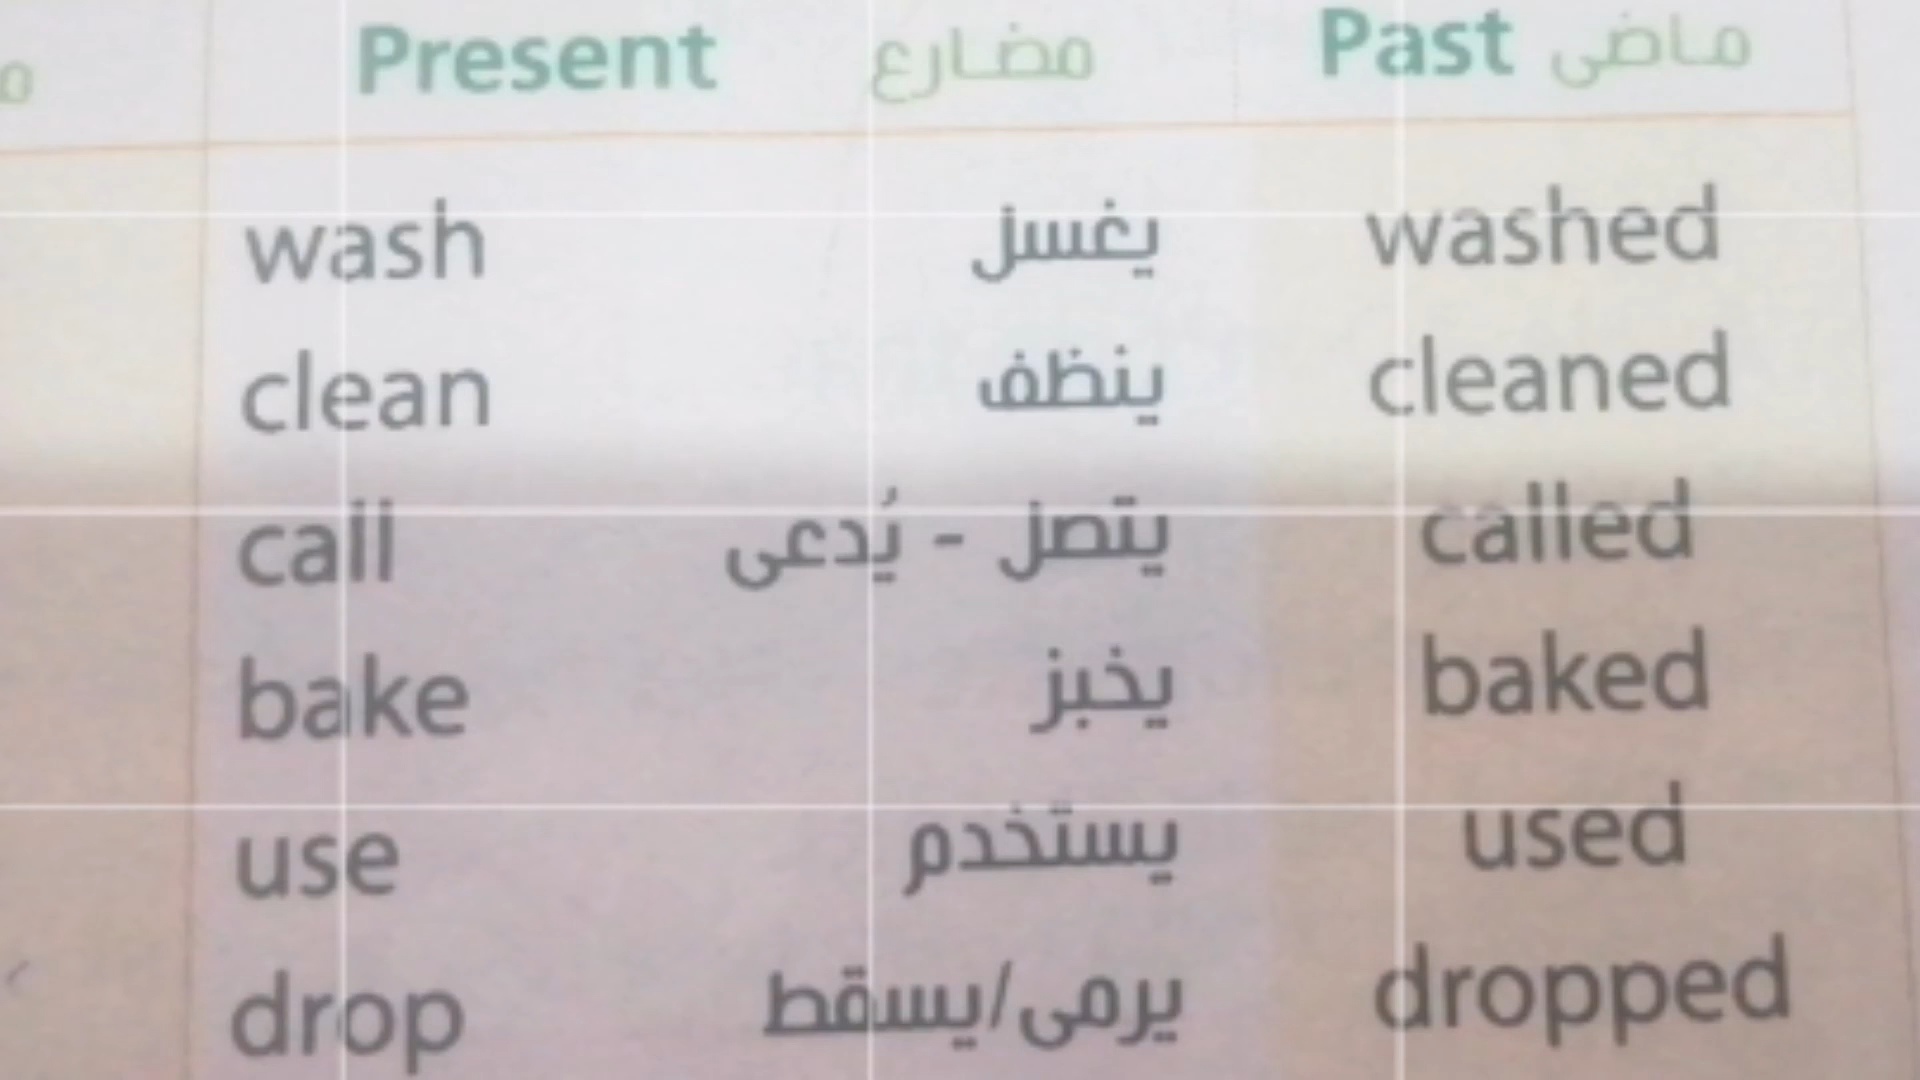 Present مضارع Past ماضى
wash يغسل washed
clean ينظف cleaned
call يتصل - يُدعى called
bake يخبز baked
use يستخدم used
drop يرمى/يسقط dropped